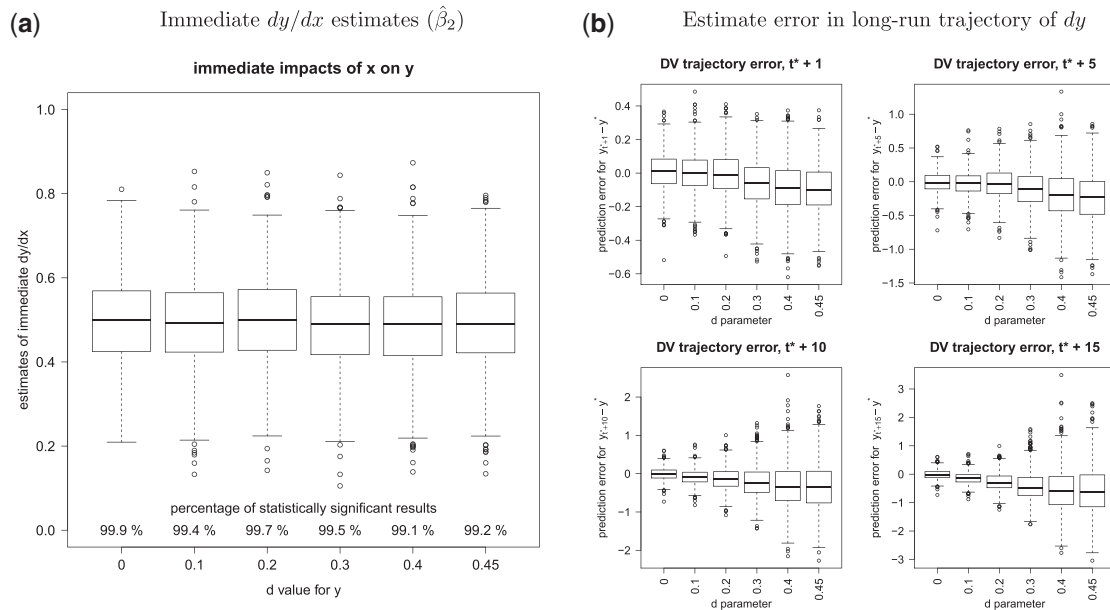 (a) Immediate dy/dx estimates (β̂₂)
immediate impacts of x on y
estimates of immediate dy/dx
1.0
0.8
0.6
0.4
0.2
0.0
percentage of statistically significant results
99.9 % 99.4 % 99.7 % 99.5 % 99.1 % 99.2 %
0 0.1 0.2 0.3 0.4 0.45
d value for y
(b) Estimate error in long-run trajectory of dy
DV trajectory error, t* + 1
prediction error for y_{t*+1} − y*
0.4
0.2
0.0
−0.2
−0.4
−0.6
0 0.1 0.2 0.3 0.4 0.45
d parameter
DV trajectory error, t* + 5
prediction error for y_{t*+5} − y*
1.0
0.5
0.0
−0.5
−1.0
−1.5
0 0.1 0.2 0.3 0.4 0.45
d parameter
DV trajectory error, t* + 10
prediction error for y_{t*+10} − y*
2
1
0
−1
−2
0 0.1 0.2 0.3 0.4 0.45
d parameter
DV trajectory error, t* + 15
prediction error for y_{t*+15} − y*
3
2
1
0
−1
−2
−3
0 0.1 0.2 0.3 0.4 0.45
d parameter